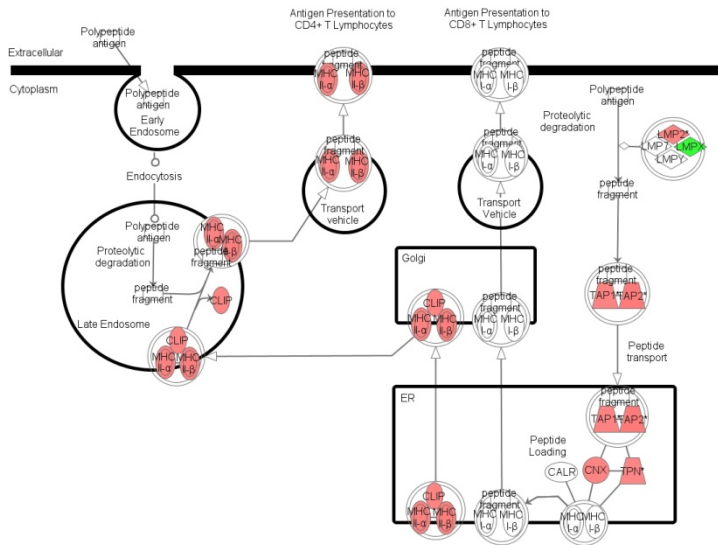 Antigen Presentation to
CD4+ T Lymphocytes
Antigen Presentation to
CD8+ T Lymphocytes
Polypeptide
antigen
Extracellular
Cytoplasm
peptide
fragment
MHC
II-α
MHC
II-β
peptide
fragment
MHC
I-α
MHC
I-β
Polypeptide
antigen
Early
Endosome
Endocytosis
peptide
fragment
MHC
II-α
MHC
II-β
Transport
vehicle
peptide
fragment
MHC
I-α
MHC
I-β
Transport
Vehicle
Polypeptide
antigen
Proteolytic
degradation
LMP2*
LMP7
LMPX
LMPY
peptide
fragment
Polypeptide
antigen
Proteolytic
degradation
peptide fragment
MHC
II-α
MHC
II-β
peptide
fragment
CLIP
Late Endosome
CLIP
MHC
II-α
MHC
II-β
Golgi
CLIP
MHC
II-α
MHC
II-β
peptide
fragment
MHC
I-α
MHC
I-β
peptide
fragment
TAP1*
TAP2*
Peptide
transport
ER
peptide
fragment
TAP1*
TAP2*
Peptide
Loading
CALR
CNX
TPN*
CLIP
MHC
II-α
MHC
II-β
peptide
fragment
MHC
I-α
MHC
I-β
MHC
I-α
MHC
I-β